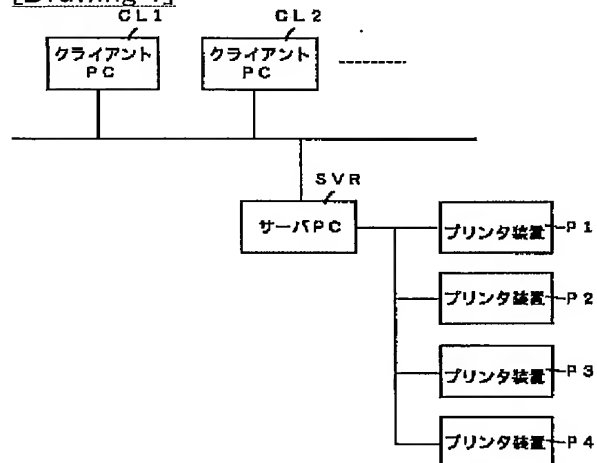 CL1 CL2
クライアント
PC
クライアント
PC
SVR
サーバPC
プリンタ装置 P1
プリンタ装置 P2
プリンタ装置 P3
プリンタ装置 P4